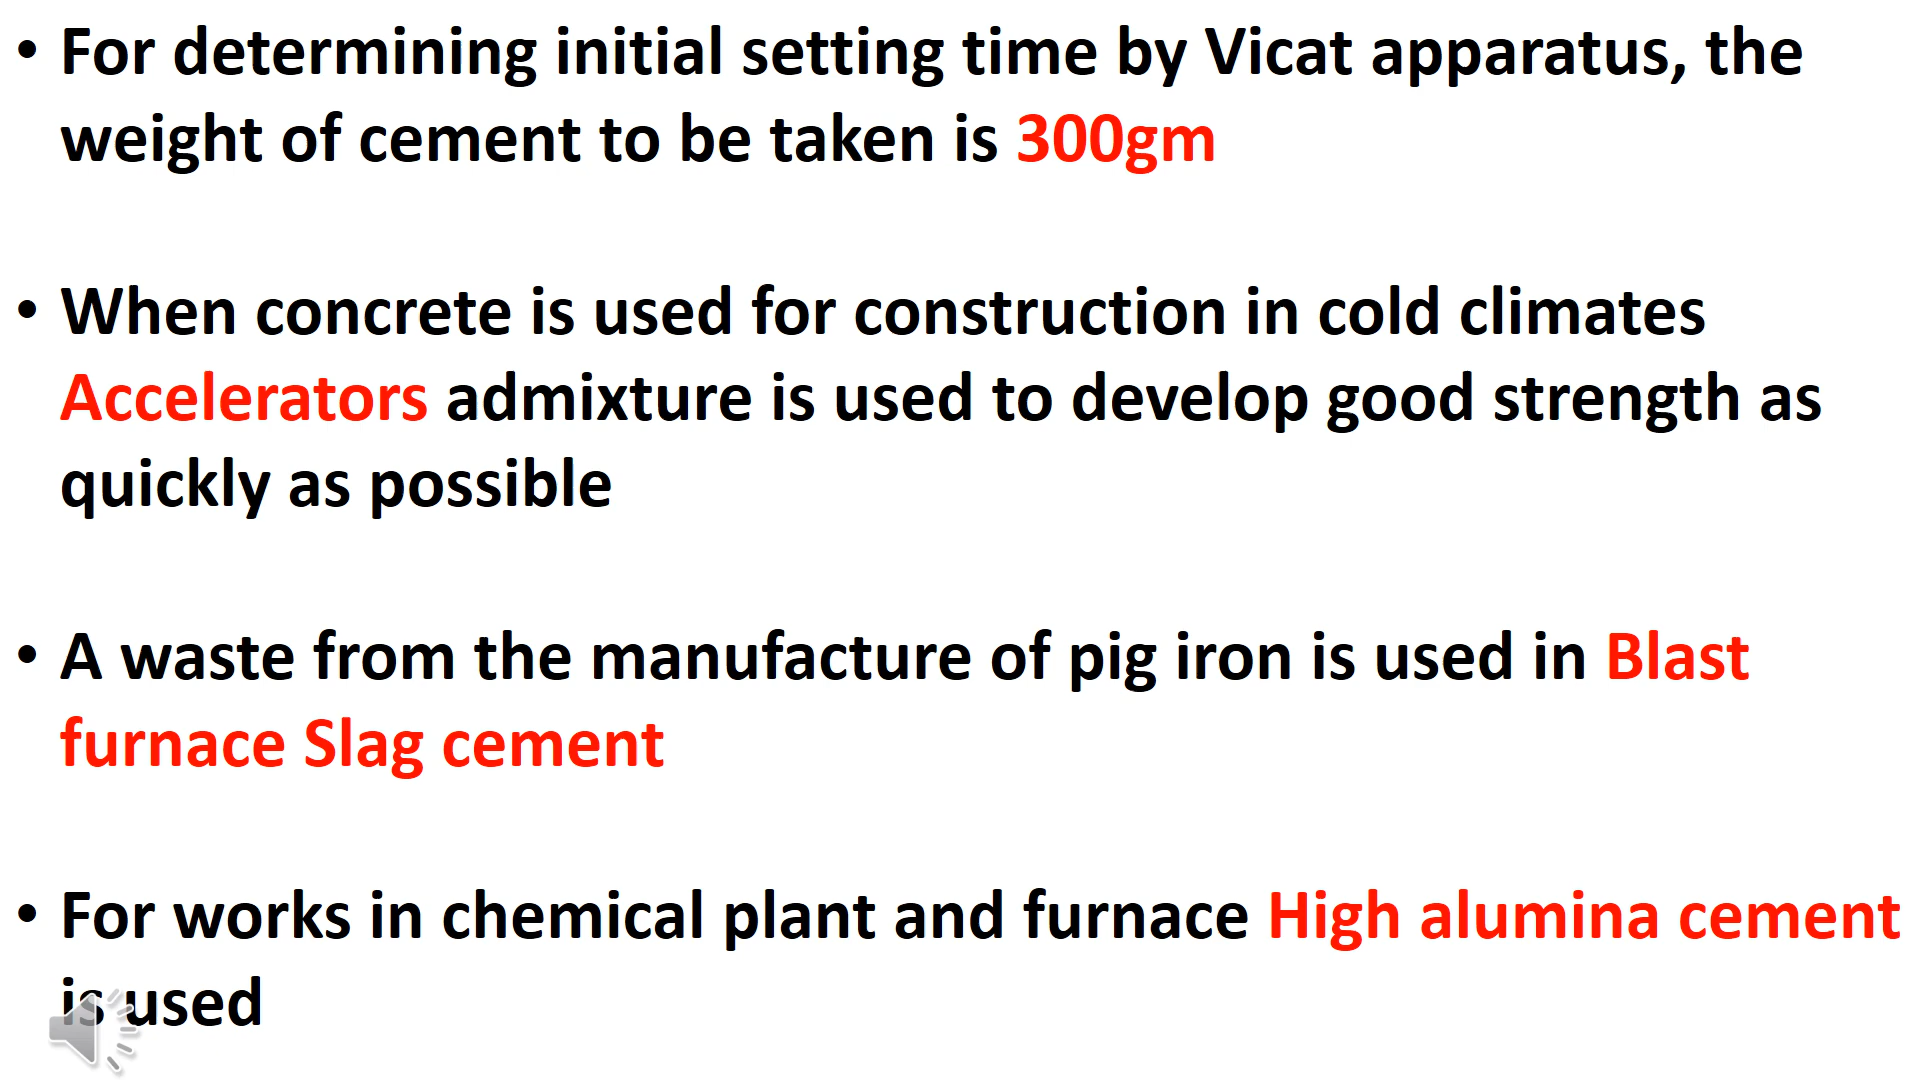 • For determining initial setting time by Vicat apparatus, the
weight of cement to be taken is 300gm
• When concrete is used for construction in cold climates
Accelerators admixture is used to develop good strength as
quickly as possible
• A waste from the manufacture of pig iron is used in Blast
furnace Slag cement
• For works in chemical plant and furnace High alumina cement
is used